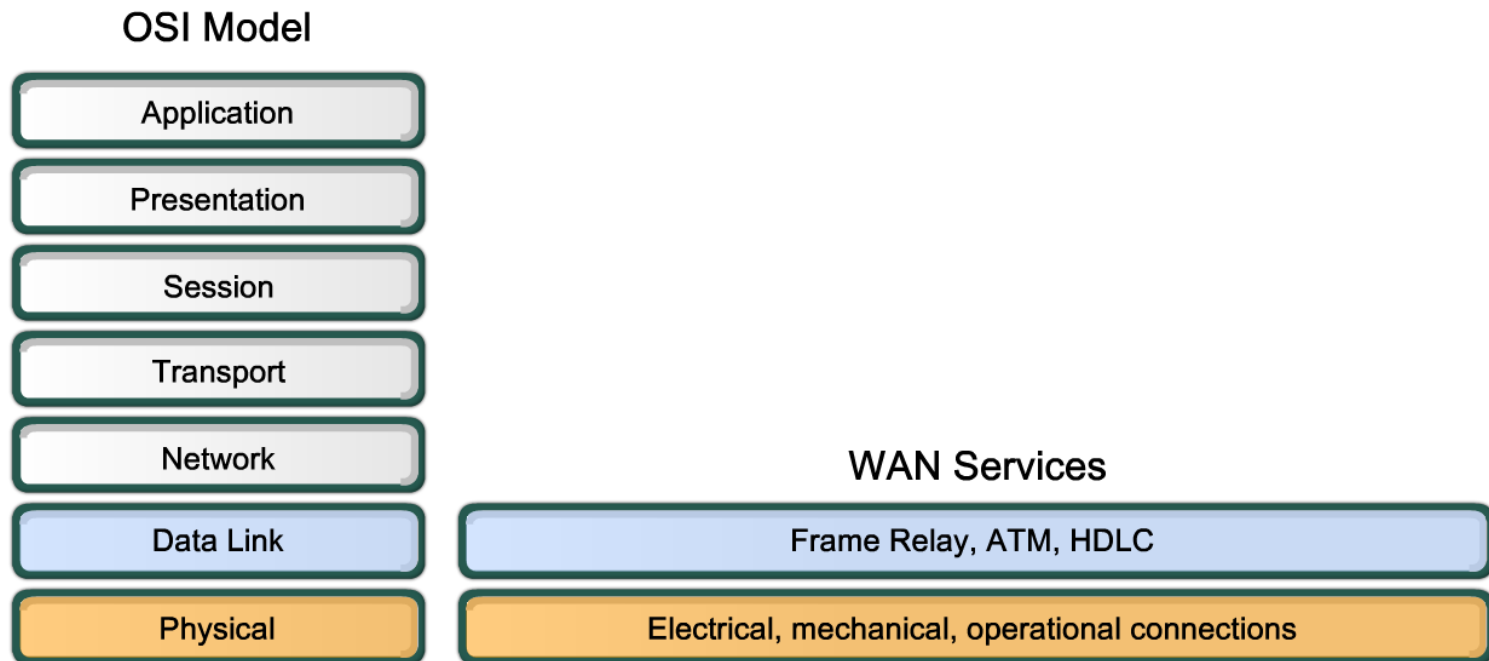 OSI Model
Application
Presentation
Session
Transport
Network
WAN Services
Data Link
Frame Relay, ATM, HDLC
Physical
Electrical, mechanical, operational connections